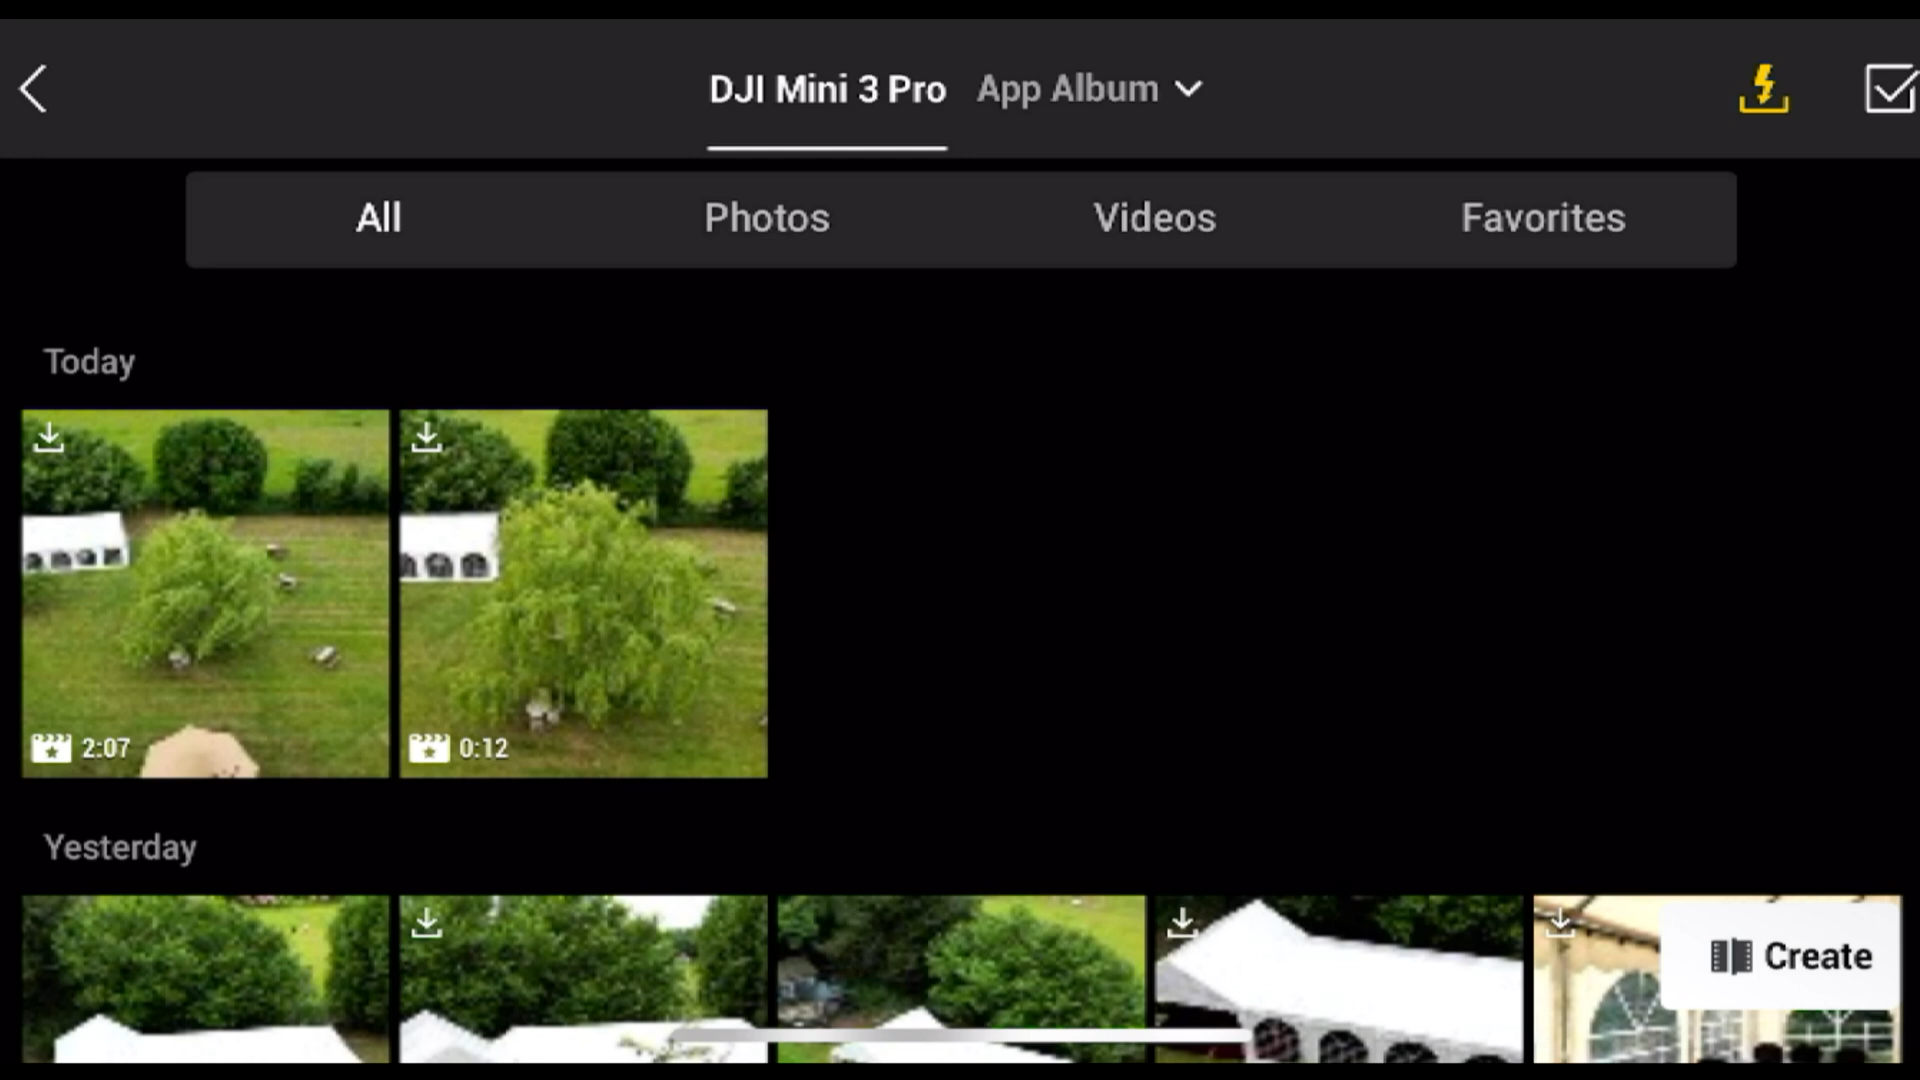 DJI Mini 3 Pro App Album
All Photos Videos Favorites
Today
2:07 0:12
Yesterday
Create